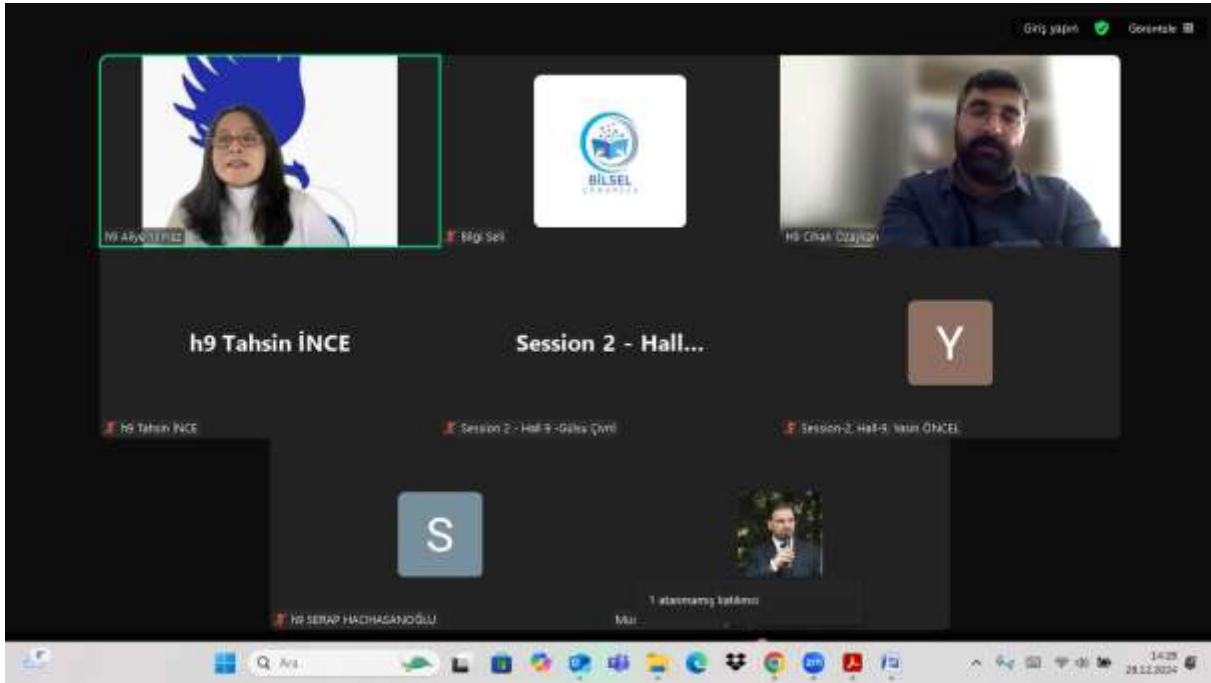 Giriş yapın Görüntüle
BİLSEL
h9 Aliye Yılmaz
Bilgi Seli
H9 Cihan Özaykan
h9 Tahsin İNCE
Session 2 - Hall...
Y
h9 Tahsin İNCE
Session 2 - Hall-9 -Gülsu Çivril
Session-2, Hall-9, Yasin ÖNCEL
S
1 atanmamış katılımcı
h9 SERAP HACIHASANOĞLU
Ara
zm
14:28
29.12.2024